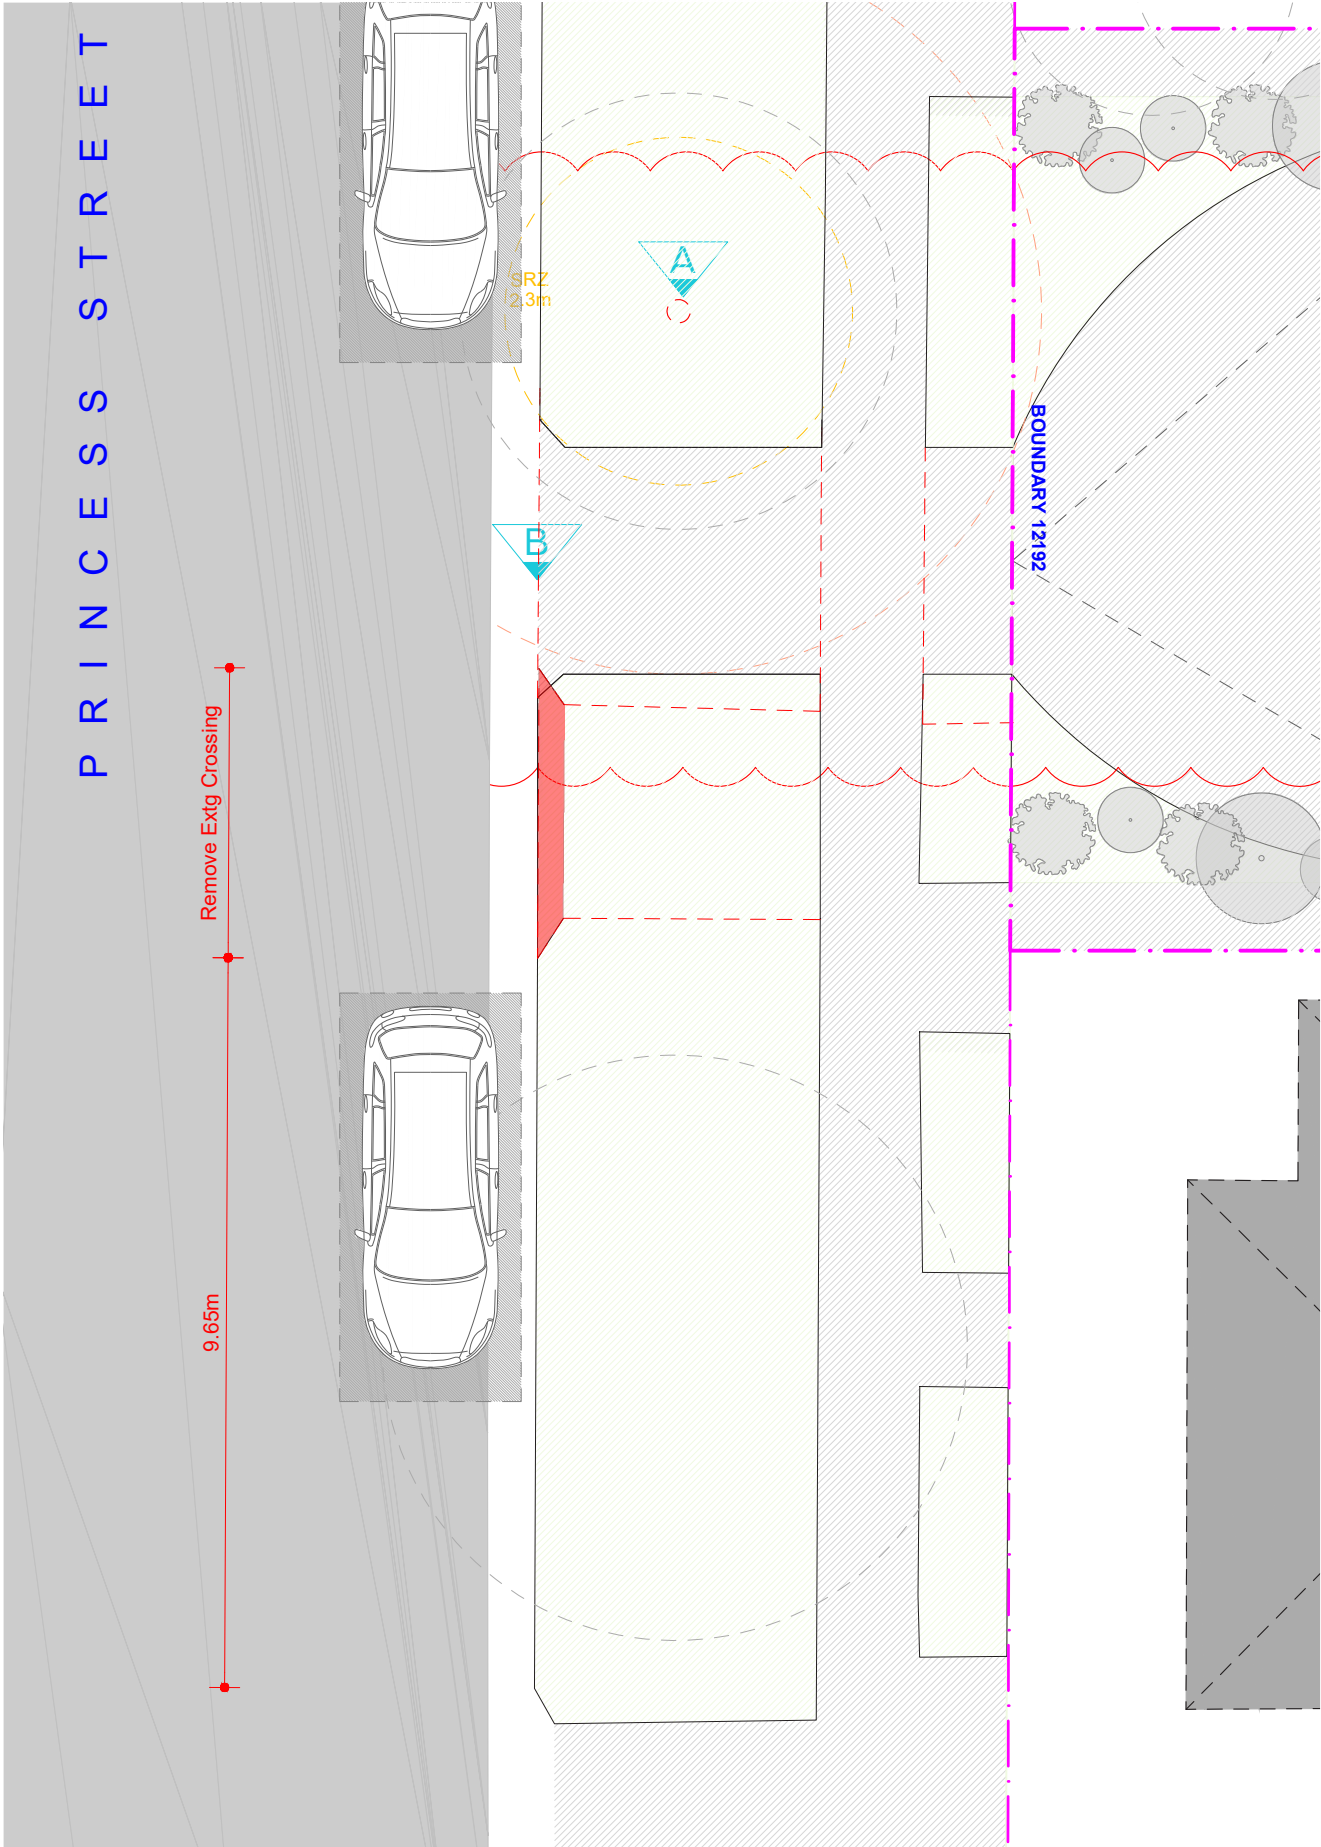 PRINCESS STREET
A
SRZ
2.3m
BOUNDARY 12192
B
Remove Extg Crossing
9.65m